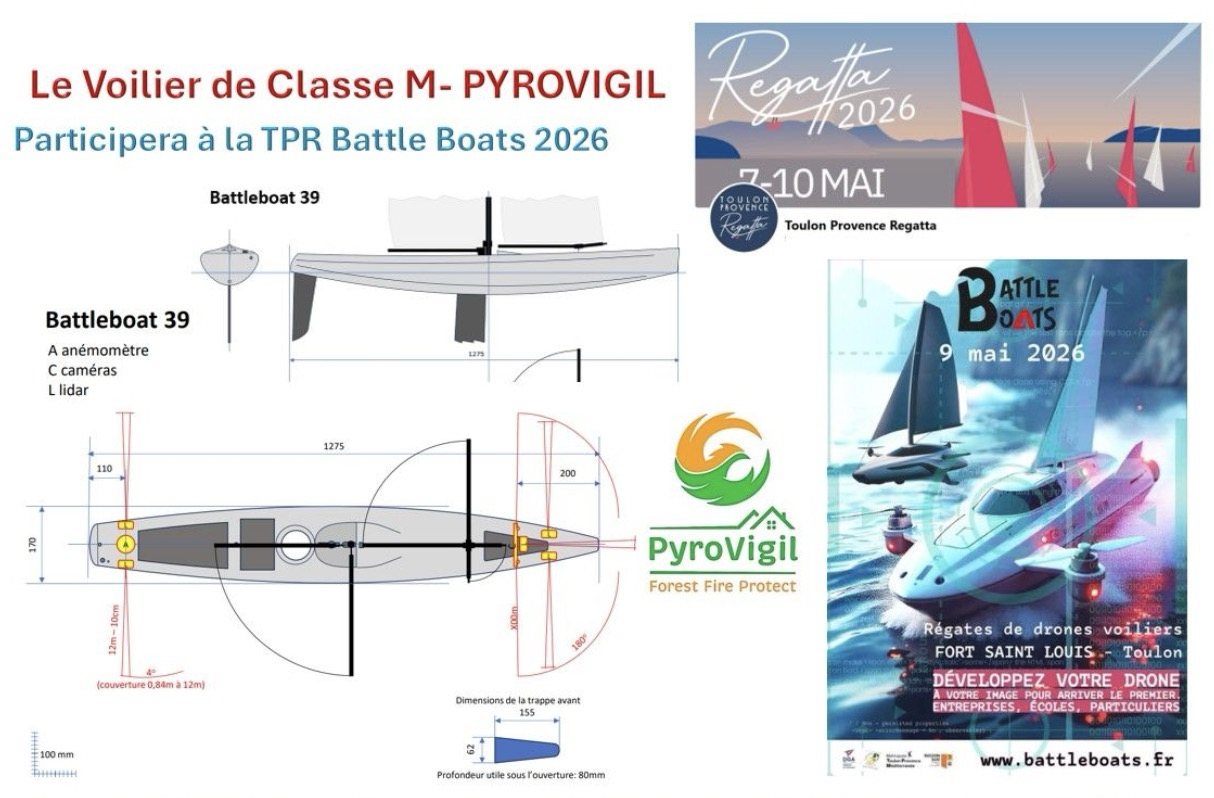 Le Voilier de Classe M- PYROVIGIL
Participera à la TPR Battle Boats 2026
Regatta
2026
7-10 MAI
TOULON
PROVENCE
Regatta
Toulon Provence Regatta
Battleboat 39
1275
Battleboat 39
A anémomètre
C caméras
L lidar
1275
110
200
170
12m – 10cm
X00m
180°
4°
(couverture 0,84m à 12m)
PyroVigil
Forest Fire Protect
Dimensions de la trappe avant
155
62
Profondeur utile sous l'ouverture: 80mm
100 mm
BATTLE
BOATS
9 mai 2026
Régates de drones voiliers
FORT SAINT LOUIS - Toulon
DÉVELOPPEZ VOTRE DRONE
À VOTRE IMAGE POUR ARRIVER LE PREMIER.
ENTREPRISES, ÉCOLES, PARTICULIERS
DGA
www.battleboats.fr